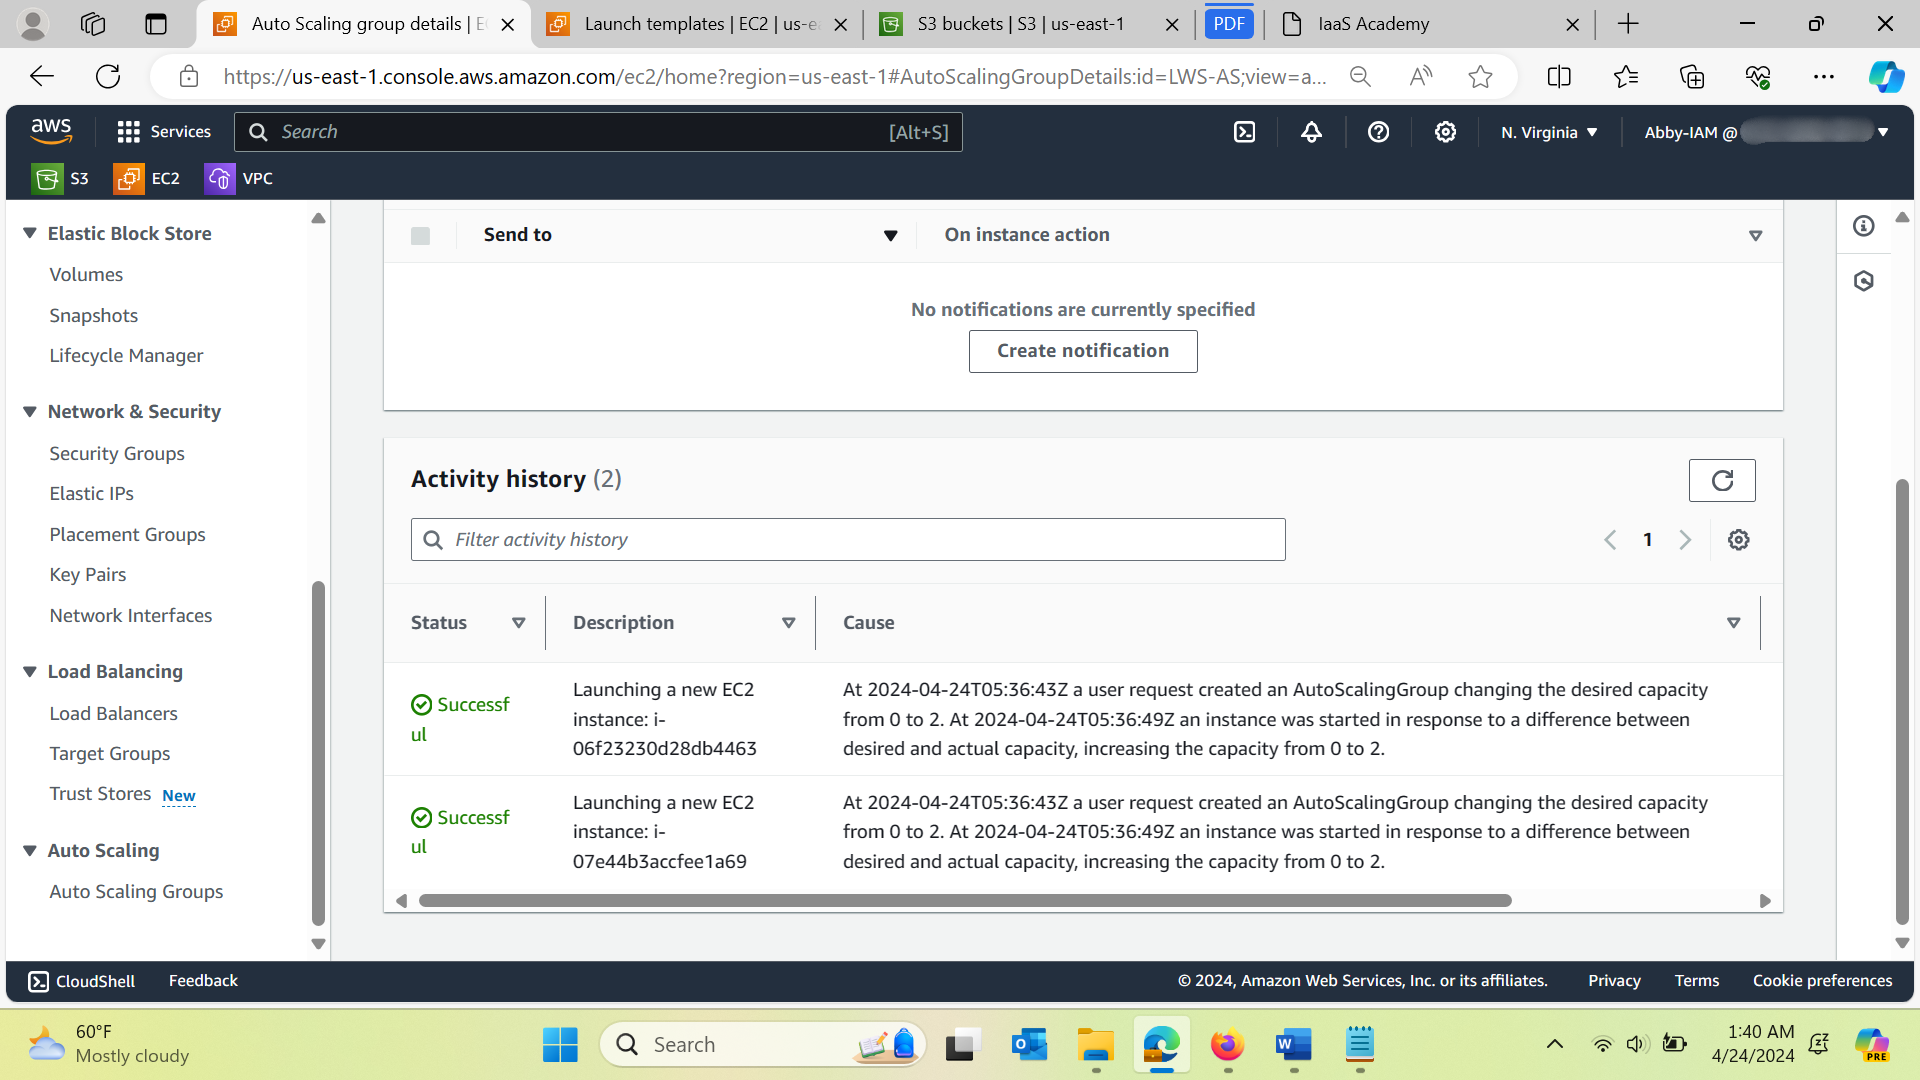 Auto Scaling group details | E
Launch templates | EC2 | us-ea
S3 buckets | S3 | us-east-1
PDF
IaaS Academy
https://us-east-1.console.aws.amazon.com/ec2/home?region=us-east-1#AutoScalingGroupDetails:id=LWS-AS;view=a...
aws
Services
Search
[Alt+S]
N. Virginia
Abby-IAM @
S3
EC2
VPC
Elastic Block Store
Volumes
Snapshots
Lifecycle Manager
Network & Security
Security Groups
Elastic IPs
Placement Groups
Key Pairs
Network Interfaces
Load Balancing
Load Balancers
Target Groups
Trust Stores New
Auto Scaling
Auto Scaling Groups
Send to
On instance action
No notifications are currently specified
Create notification
Activity history (2)
Filter activity history
1
Status
Description
Cause
Successf
ul
Launching a new EC2
instance: i-
06f23230d28db4463
At 2024-04-24T05:36:43Z a user request created an AutoScalingGroup changing the desired capacity
from 0 to 2. At 2024-04-24T05:36:49Z an instance was started in response to a difference between
desired and actual capacity, increasing the capacity from 0 to 2.
Successf
ul
Launching a new EC2
instance: i-
07e44b3accfee1a69
At 2024-04-24T05:36:43Z a user request created an AutoScalingGroup changing the desired capacity
from 0 to 2. At 2024-04-24T05:36:49Z an instance was started in response to a difference between
desired and actual capacity, increasing the capacity from 0 to 2.
CloudShell
Feedback
© 2024, Amazon Web Services, Inc. or its affiliates.
Privacy
Terms
Cookie preferences
60°F
Mostly cloudy
Search
1:40 AM
4/24/2024
PRE